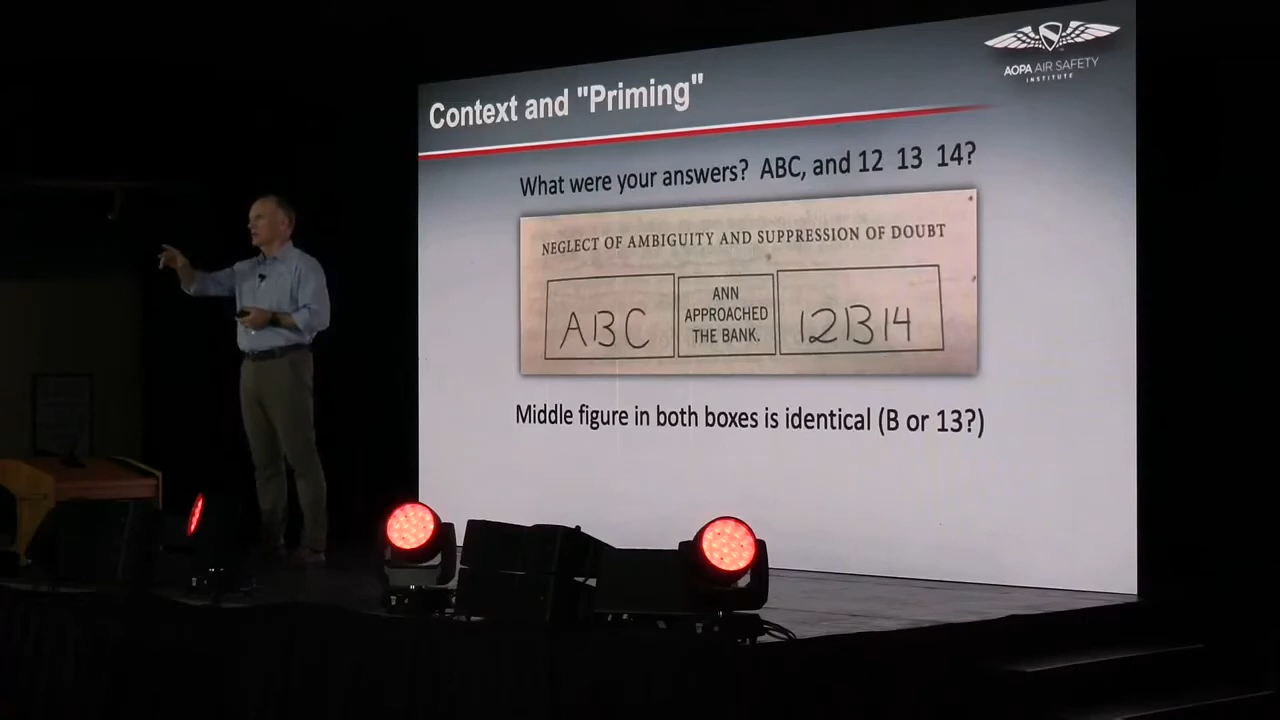 AOPA AIR SAFETY
INSTITUTE
Context and "Priming"
What were your answers? ABC, and 12 13 14?
NEGLECT OF AMBIGUITY AND SUPPRESSION OF DOUBT
ABC
ANN
APPROACHED
THE BANK.
121314
Middle figure in both boxes is identical (B or 13?)